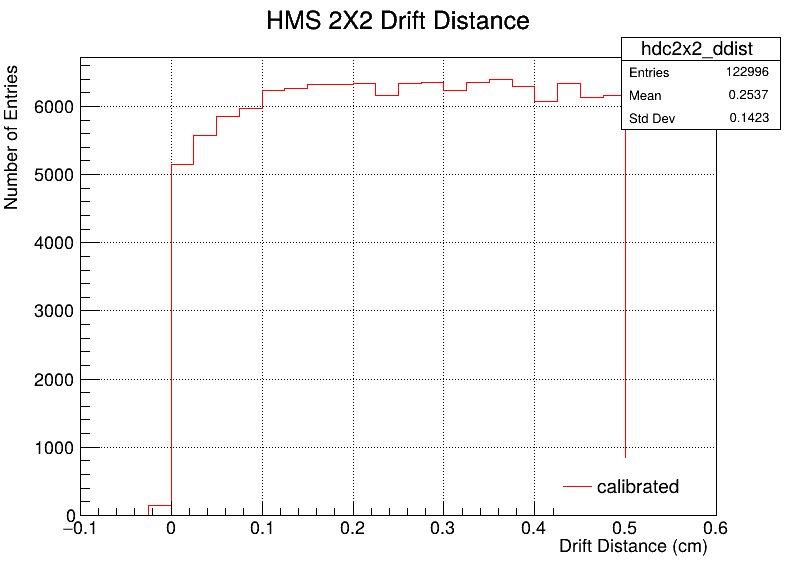 HMS 2X2 Drift Distance
hdc2x2_ddist
Entries 122996
Mean 0.2537
Std Dev 0.1423
Number of Entries
6000
5000
4000
3000
2000
1000
0
calibrated
−0.1 0 0.1 0.2 0.3 0.4 0.5 0.6
Drift Distance (cm)